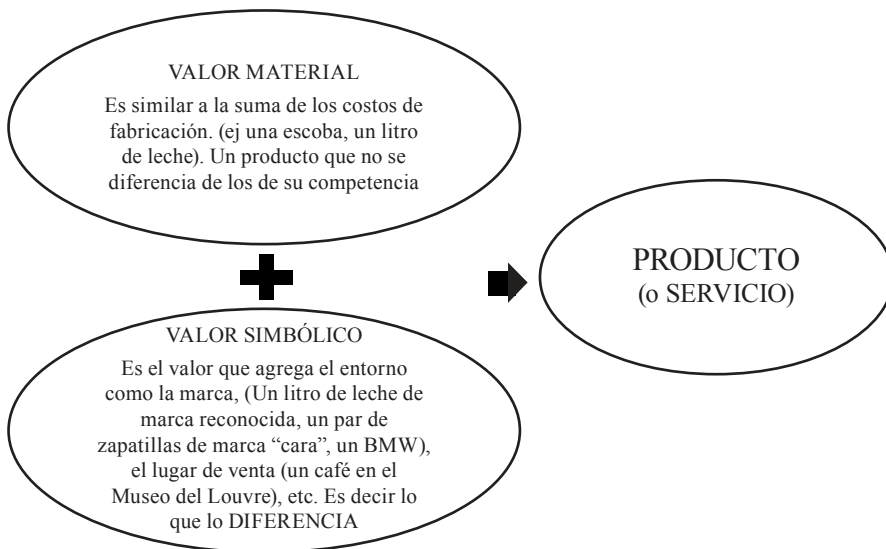 VALOR MATERIAL
Es similar a la suma de los costos de
fabricación. (ej una escoba, un litro
de leche). Un producto que no se
diferencia de los de su competencia
PRODUCTO
(o SERVICIO)
VALOR SIMBÓLICO
Es el valor que agrega el entorno
como la marca, (Un litro de leche de
marca reconocida, un par de
zapatillas de marca “cara”, un BMW),
el lugar de venta (un café en el
Museo del Louvre), etc. Es decir lo
que lo DIFERENCIA